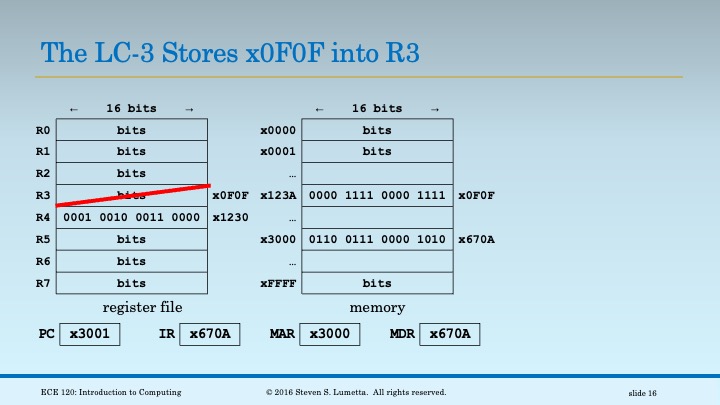 The LC-3 Stores x0F0F into R3
← 16 bits → ← 16 bits →
R0 bits x0000 bits
R1 bits x0001 bits
R2 bits …
R3 bits x0F0F x123A 0000 1111 0000 1111 x0F0F
R4 0001 0010 0011 0000 x1230 …
R5 bits x3000 0110 0111 0000 1010 x670A
R6 bits …
R7 bits xFFFF bits
register file memory
PC x3001 IR x670A MAR x3000 MDR x670A
ECE 120: Introduction to Computing © 2016 Steven S. Lumetta. All rights reserved. slide 16